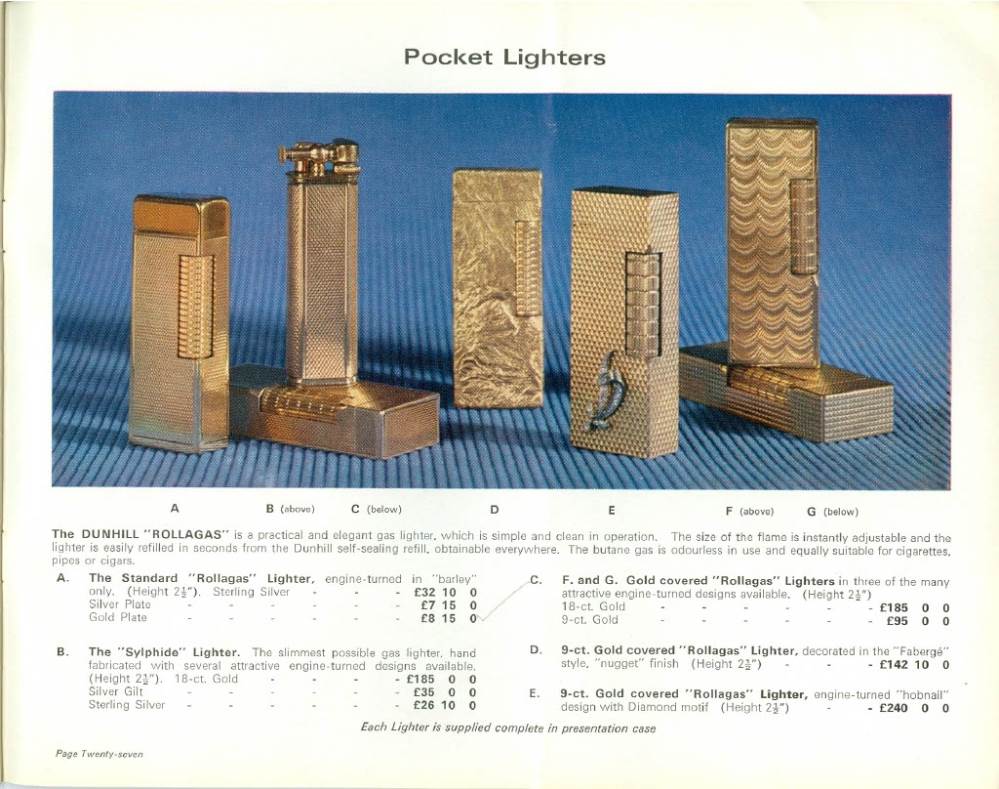 Pocket Lighters
A B (above) C (below) D E F (above) G (below)
The DUNHILL "ROLLAGAS" is a practical and elegant gas lighter, which is simple and clean in operation. The size of the flame is instantly adjustable and the
lighter is easily refilled in seconds from the Dunhill self-sealing refill, obtainable everywhere. The butane gas is odourless in use and equally suitable for cigarettes,
pipes or cigars.
A. The Standard "Rollagas" Lighter, engine-turned in "barley"
only. (Height 2½"). Sterling Silver - - - £32 10 0
Silver Plate - - - - - - £7 15 0
Gold Plate - - - - - - £8 15 0
B. The "Sylphide" Lighter. The slimmest possible gas lighter, hand
fabricated with several attractive engine-turned designs available.
(Height 2½"). 18-ct. Gold - - - - £185 0 0
Silver Gilt - - - - - - £35 0 0
Sterling Silver - - - - - - £26 10 0
C. F. and G. Gold covered "Rollagas" Lighters in three of the many
attractive engine-turned designs available. (Height 2½")
18-ct. Gold - - - - - - £185 0 0
9-ct. Gold - - - - - - £95 0 0
D. 9-ct. Gold covered "Rollagas" Lighter, decorated in the "Fabergé"
style, "nugget" finish (Height 2½") - - - £142 10 0
E. 9-ct. Gold covered "Rollagas" Lighter, engine-turned "hobnail"
design with Diamond motif (Height 2½") - - £240 0 0
Each Lighter is supplied complete in presentation case
Page Twenty-seven